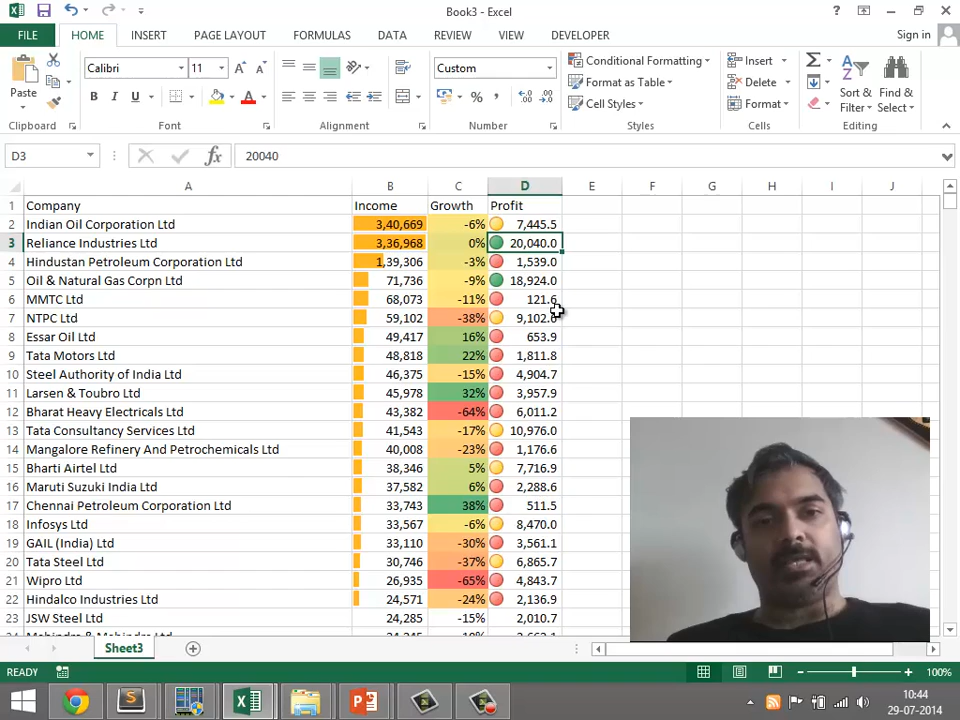 Book3 - Excel
? 
Sign in
FILE HOME INSERT PAGE LAYOUT FORMULAS DATA REVIEW VIEW DEVELOPER
Calibri 11 Custom Conditional Formatting Insert
Paste Format as Table Delete Sort & Find &
B I U % , Cell Styles Format Filter Select
Clipboard Font Alignment Number Styles Cells Editing
D3 fx 20040
A B C D E F G H I J
1 Company Income Growth Profit
2 Indian Oil Corporation Ltd 3,40,669 -6% 7,445.5
3 Reliance Industries Ltd 3,36,968 0% 20,040.0
4 Hindustan Petroleum Corporation Ltd 1,39,306 -3% 1,539.0
5 Oil & Natural Gas Corpn Ltd 71,736 -9% 18,924.0
6 MMTC Ltd 68,073 -11% 121.6
7 NTPC Ltd 59,102 -38% 9,102.0
8 Essar Oil Ltd 49,417 16% 653.9
9 Tata Motors Ltd 48,818 22% 1,811.8
10 Steel Authority of India Ltd 46,375 -15% 4,904.7
11 Larsen & Toubro Ltd 45,978 32% 3,957.9
12 Bharat Heavy Electricals Ltd 43,382 -64% 6,011.2
13 Tata Consultancy Services Ltd 41,543 -17% 10,976.0
14 Mangalore Refinery And Petrochemicals Ltd 40,008 -23% 1,176.6
15 Bharti Airtel Ltd 38,346 5% 7,716.9
16 Maruti Suzuki India Ltd 37,582 6% 2,288.6
17 Chennai Petroleum Corporation Ltd 33,743 38% 511.5
18 Infosys Ltd 33,567 -6% 8,470.0
19 GAIL (India) Ltd 33,110 -30% 3,561.1
20 Tata Steel Ltd 30,746 -37% 6,865.7
21 Wipro Ltd 26,935 -65% 4,843.7
22 Hindalco Industries Ltd 24,571 -24% 2,136.9
23 JSW Steel Ltd 24,285 -15% 2,010.7
Sheet3
READY 100%
10:44
29-07-2014